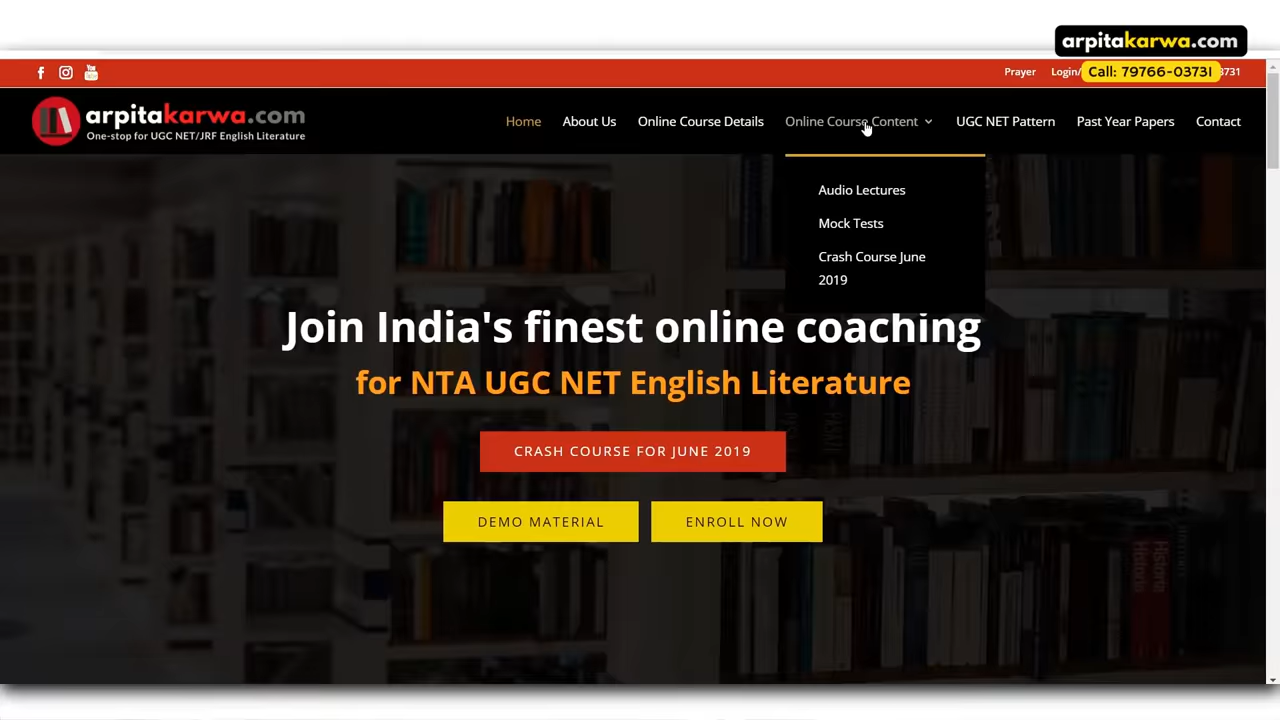 arpitakarwa.com
Call: 79766-03731
Prayer Login/ 3731
arpitakarwa.com
One-stop for UGC NET/JRF English Literature
Home About Us Online Course Details Online Course Content UGC NET Pattern Past Year Papers Contact
Audio Lectures
Mock Tests
Crash Course June
2019
Join India's finest online coaching
for NTA UGC NET English Literature
CRASH COURSE FOR JUNE 2019
DEMO MATERIAL ENROLL NOW